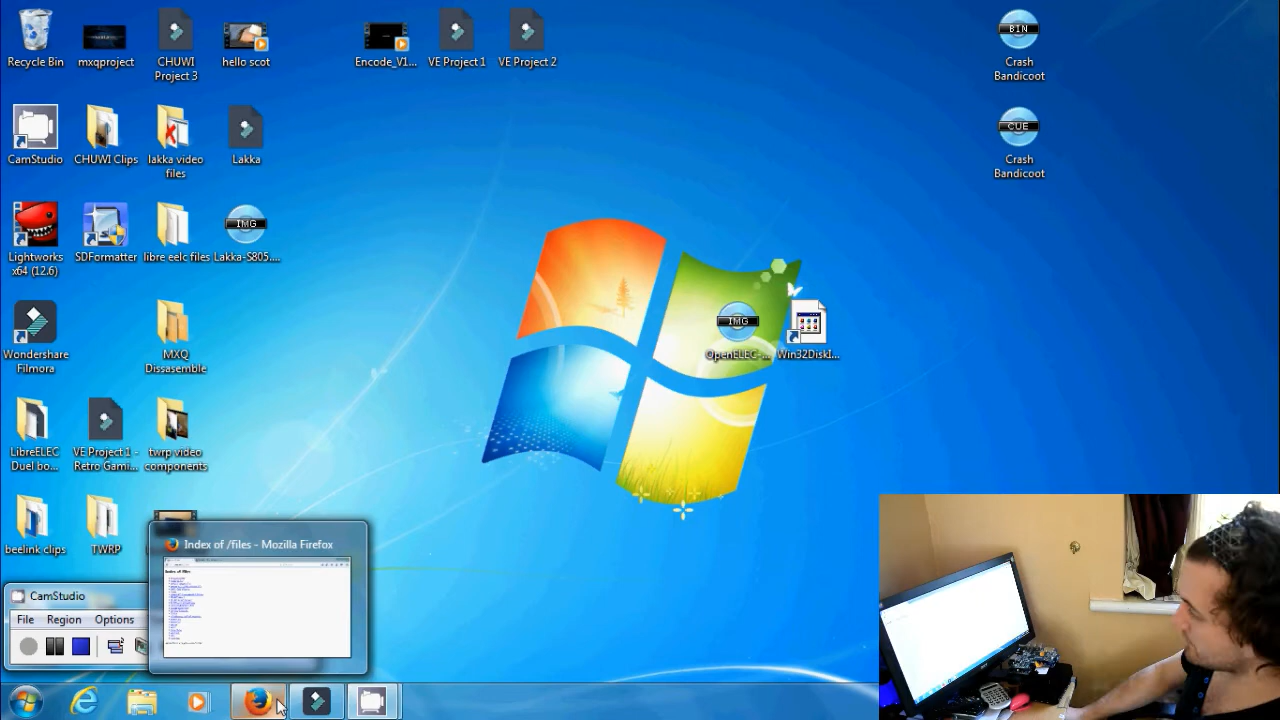 Recycle Bin
mxqproject
CHUWI
Project 3
hello scot
Encode_V1...
VE Project 1
VE Project 2
BIN
Crash
Bandicoot
CamStudio
CHUWI Clips
lakka video
files
Lakka
CUE
Crash
Bandicoot
Lightworks
x64 (12.6)
SDFormatter
libre eelc files
IMG
Lakka-S805....
Wondershare
Filmora
MXQ
Dissasemble
IMG
OpenELEC-...
Win32DiskI...
LibreELEC
Duel bo...
VE Project 1 -
Retro Gami...
twrp video
components
beelink clips
TWRP
Index of /files - Mozilla Firefox
CamStudio
File Region Options